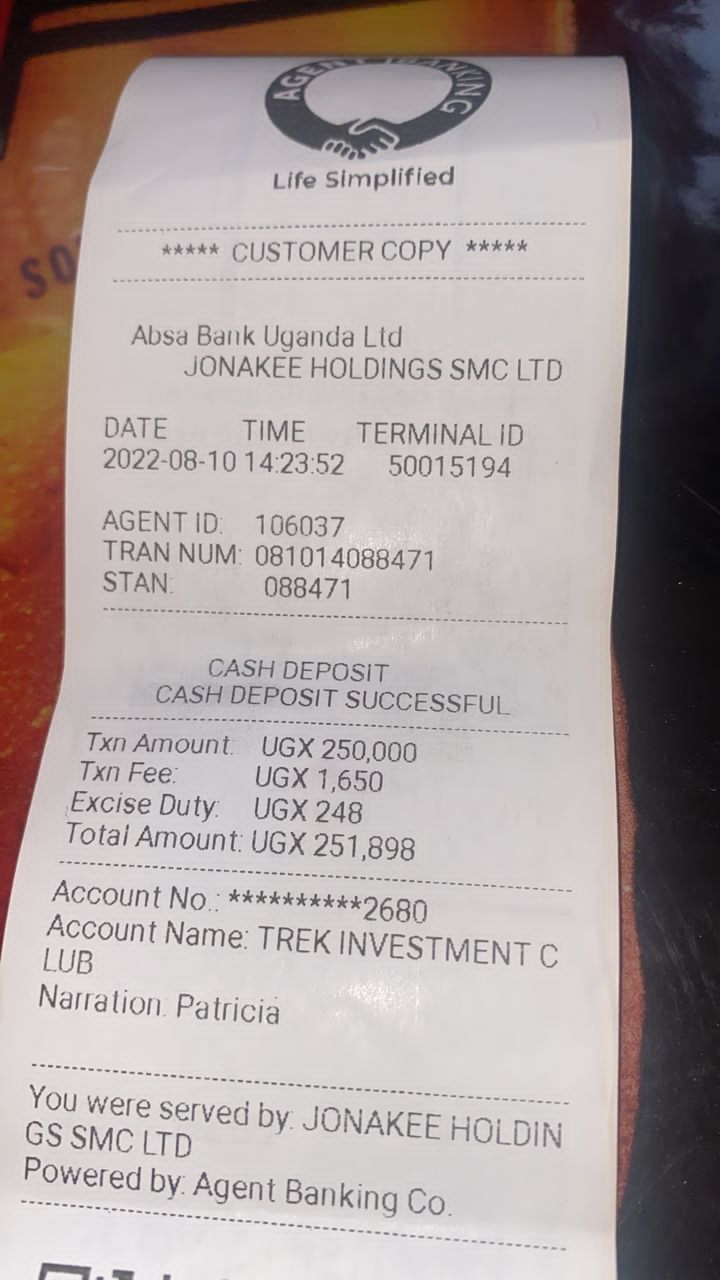 AGENT BANKING
Life Simplified
***** CUSTOMER COPY *****
Absa Bank Uganda Ltd
JONAKEE HOLDINGS SMC LTD
DATE TIME TERMINAL ID
2022-08-10 14:23:52 50015194
AGENT ID: 106037
TRAN NUM: 081014088471
STAN: 088471
CASH DEPOSIT
CASH DEPOSIT SUCCESSFUL
Txn Amount: UGX 250,000
Txn Fee: UGX 1,650
Excise Duty: UGX 248
Total Amount: UGX 251,898
Account No.: **********2680
Account Name: TREK INVESTMENT C
LUB
Narration: Patricia
You were served by: JONAKEE HOLDIN
GS SMC LTD
Powered by: Agent Banking Co.